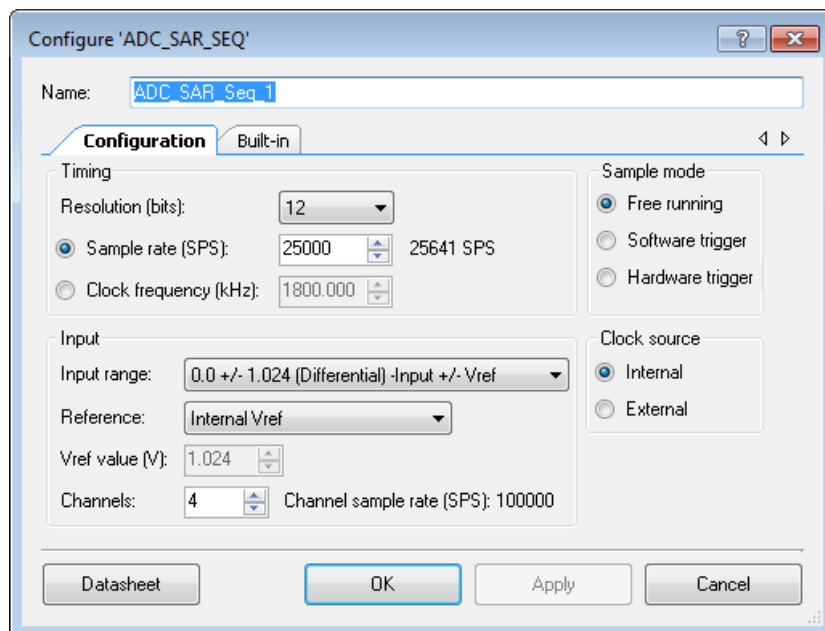 Configure 'ADC_SAR_SEQ'
Name: ADC_SAR_Seq_1
Configuration Built-in
Timing
Resolution (bits): 12
Sample rate (SPS): 25000 25641 SPS
Clock frequency (kHz): 1800.000
Sample mode
Free running
Software trigger
Hardware trigger
Input
Input range: 0.0 +/- 1.024 (Differential) -Input +/- Vref
Reference: Internal Vref
Vref value (V): 1.024
Channels: 4 Channel sample rate (SPS): 100000
Clock source
Internal
External
Datasheet OK Apply Cancel